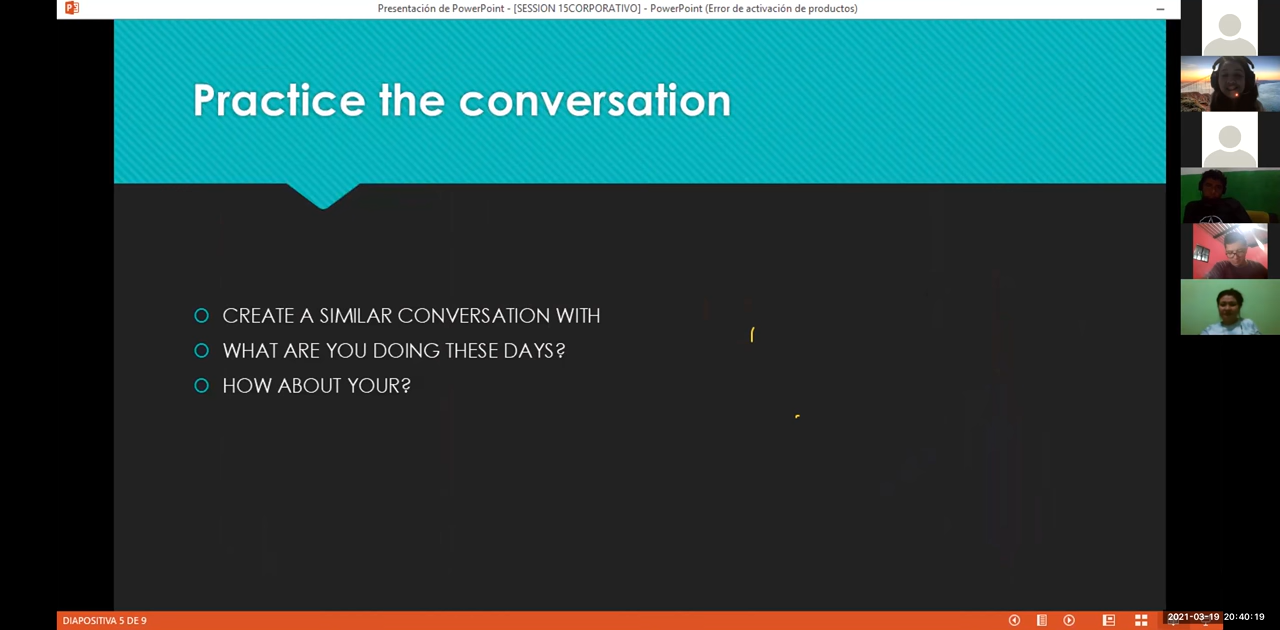 Presentación de PowerPoint - [SESSION 15CORPORATIVO] - PowerPoint (Error de activación de productos)
Practice the conversation
CREATE A SIMILAR CONVERSATION WITH
WHAT ARE YOU DOING THESE DAYS?
HOW ABOUT YOUR?
DIAPOSITIVA 5 DE 9
2021-03-19 20:40:19